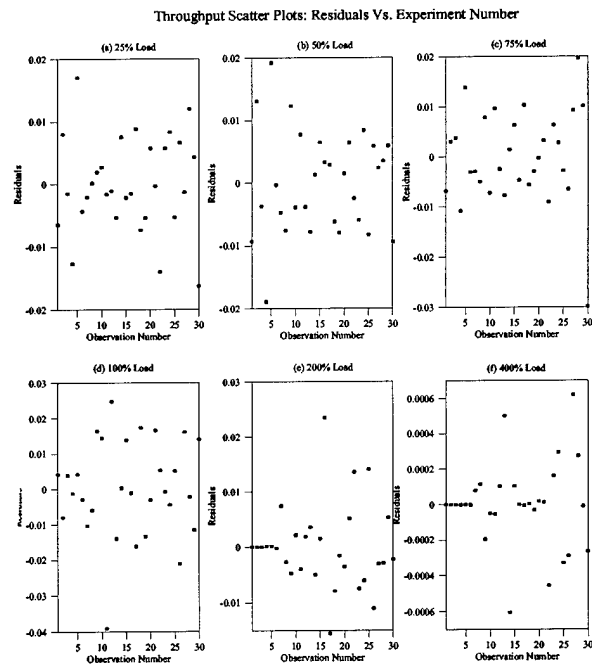 Throughput Scatter Plots: Residuals Vs. Experiment Number
(a) 25% Load
0.02
0.01
0
-0.01
-0.02
Residuals
5 10 15 20 25 30
Observation Number
(b) 50% Load
0.02
0.01
0
-0.01
-0.02
Residuals
5 10 15 20 25 30
Observation Number
(c) 75% Load
0.02
0.01
0
-0.01
-0.03
Residuals
5 10 15 20 25 30
Observation Number
(d) 100% Load
0.03
0.02
0.01
0
-0.01
-0.02
-0.03
-0.04
5 10 15 20 25 30
Observation Number
(e) 200% Load
0.03
0.02
0.01
0
-0.01
Residuals
5 10 15 20 25 30
Observation Number
(f) 400% Load
0.0006
0.0004
0.0002
0
-0.0002
-0.0004
-0.0006
Residuals
5 10 15 20 25 30
Observation Number